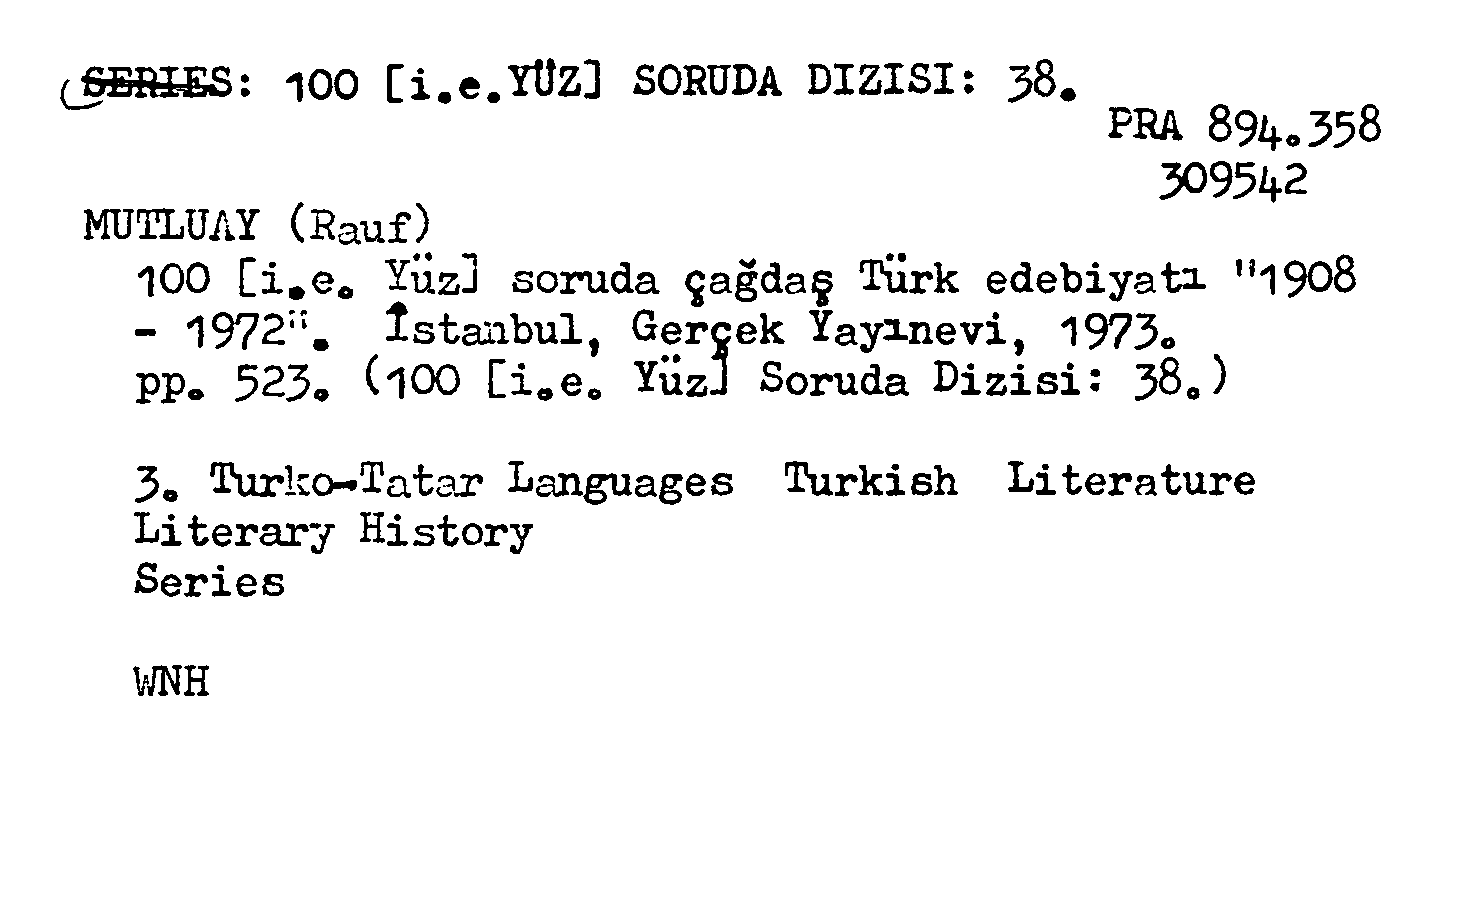 SERIES: 100 [i.e.YÜZ] SORUDA DIZISI: 38.
PRA 894.358
309542
MUTLUAY (Rauf)
100 [i.e. Yüz] soruda çağdaş Türk edebiyatı "1908
- 1972". İstanbul, Gerçek Yayınevi, 1973.
pp. 523. (100 [i.e. Yüz] Soruda Dizisi: 38.)
3. Turko-Tatar Languages Turkish Literature
Literary History
Series
WNH